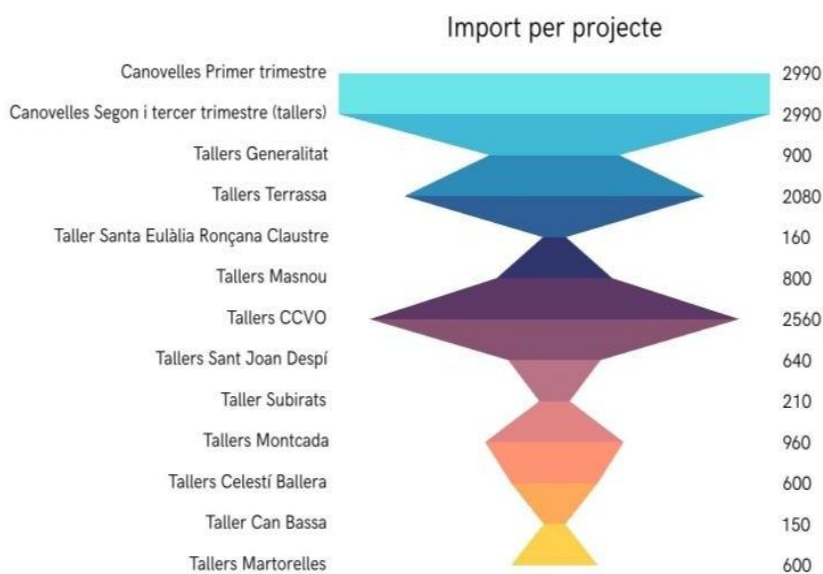 Import per projecte
Canovelles Primer trimestre 2990
Canovelles Segon i tercer trimestre (tallers) 2990
Tallers Generalitat 900
Tallers Terrassa 2080
Taller Santa Eulàlia Ronçana Claustre 160
Tallers Masnou 800
Tallers CCVO 2560
Tallers Sant Joan Despí 640
Taller Subirats 210
Tallers Montcada 960
Tallers Celestí Ballera 600
Taller Can Bassa 150
Tallers Martorelles 600